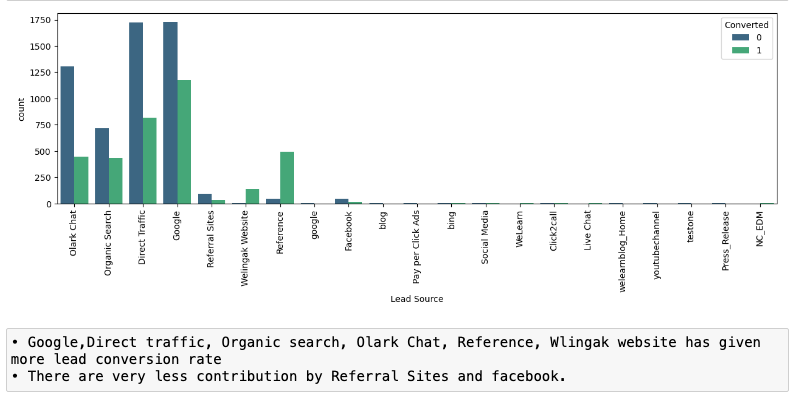 1750
1500
1250
1000
750
500
250
0
count
Converted
0
1
Olark Chat
Organic Search
Direct Traffic
Google
Referral Sites
Welingak Website
Reference
google
Facebook
blog
Pay per Click Ads
bing
Social Media
WeLearn
Click2call
Live Chat
welearnblog_Home
youtubechannel
testone
Press_Release
NC_EDM
Lead Source
• Google,Direct traffic, Organic search, Olark Chat, Reference, Wlingak website has given
more lead conversion rate
• There are very less contribution by Referral Sites and facebook.